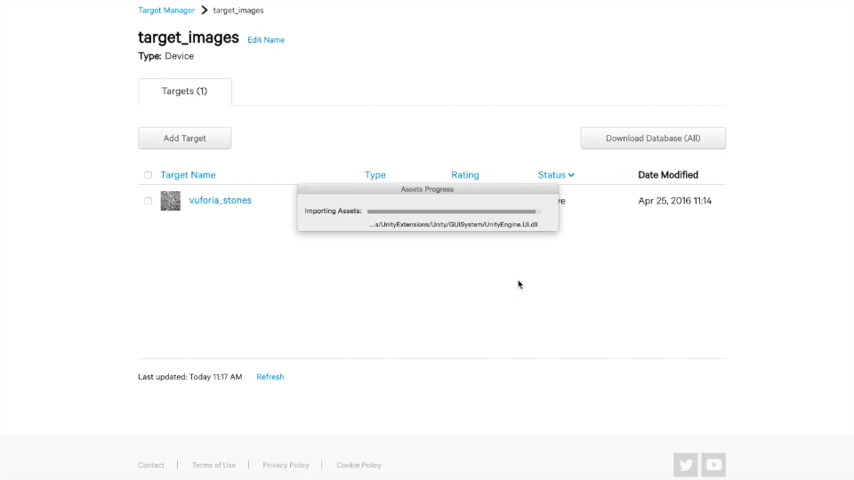 Target Manager > target_images
target_images Edit Name
Type: Device
Targets (1)
Add Target Download Database (All)
Target Name Type Rating Status Date Modified
Assets Progress
vuforia_stones Apr 25, 2016 11:14
Importing Assets:
...s/UnityExtensions/Unity/GUISystem/UnityEngine.UI.dll
Last updated: Today 11:17 AM Refresh
Contact | Terms of Use | Privacy Policy | Cookie Policy